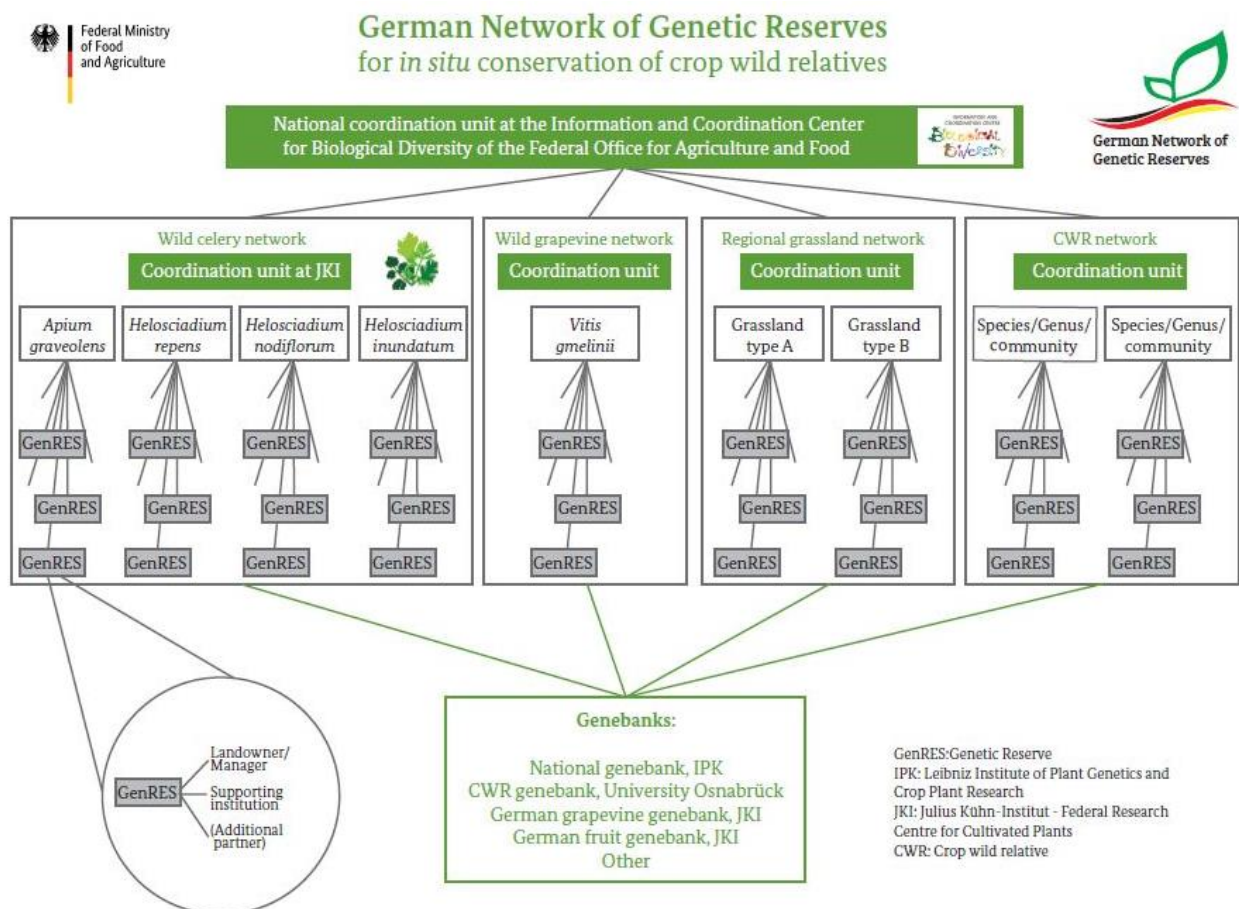 Federal Ministry
of Food
and Agriculture
German Network of Genetic Reserves
for in situ conservation of crop wild relatives
German Network of
Genetic Reserves
National coordination unit at the Information and Coordination Center
for Biological Diversity of the Federal Office for Agriculture and Food
INFORMATION AND
COORDINATION CENTRE
BIOLOGICAL
DIVERSITY
Wild celery network
Coordination unit at JKI
Apium
graveolens
Helosciadium
repens
Helosciadium
nodiflorum
Helosciadium
inundatum
GenRES GenRES GenRES GenRES
GenRES GenRES GenRES GenRES
GenRES GenRES GenRES GenRES
Wild grapevine network
Coordination unit
Vitis
gmelinii
GenRES
GenRES
GenRES
Regional grassland network
Coordination unit
Grassland
type A
Grassland
type B
GenRES GenRES
GenRES GenRES
GenRES GenRES
CWR network
Coordination unit
Species/Genus/
community
Species/Genus/
community
GenRES GenRES
GenRES GenRES
GenRES GenRES
GenRES
Landowner/
Manager
Supporting
institution
(Additional
partner)
Genebanks:
National genebank, IPK
CWR genebank, University Osnabrück
German grapevine genebank, JKI
German fruit genebank, JKI
Other
GenRES:Genetic Reserve
IPK: Leibniz Institute of Plant Genetics and
Crop Plant Research
JKI: Julius Kühn-Institut - Federal Research
Centre for Cultivated Plants
CWR: Crop wild relative